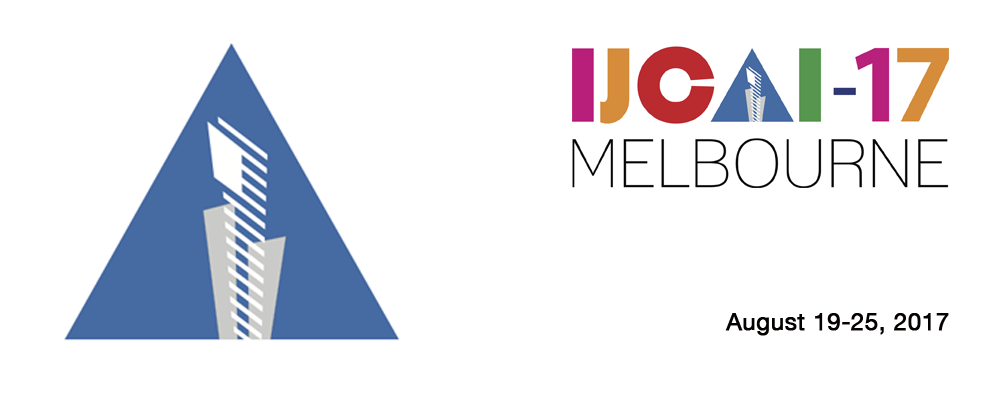 IJCAI-17
MELBOURNE
August 19-25, 2017